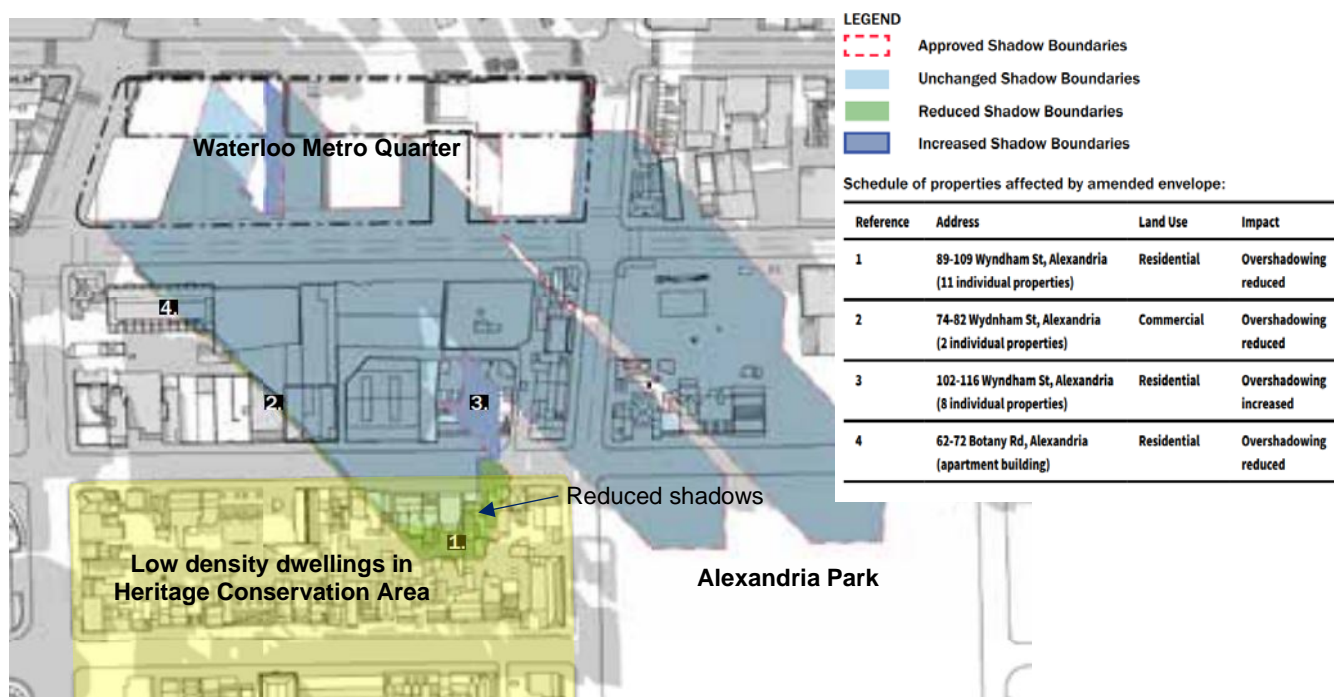 LEGEND
Approved Shadow Boundaries
Unchanged Shadow Boundaries
Reduced Shadow Boundaries
Increased Shadow Boundaries
Schedule of properties affected by amended envelope:
Reference Address Land Use Impact
1 89-109 Wyndham St, Alexandria Residential Overshadowing
(11 individual properties) reduced
2 74-82 Wydnham St, Alexandria Commercial Overshadowing
(2 individual properties) reduced
3 102-116 Wyndham St, Alexandria Residential Overshadowing
(8 individual properties) increased
4 62-72 Botany Rd, Alexandria Residential Overshadowing
(apartment building) reduced
Waterloo Metro Quarter
4.
2.
3.
Reduced shadows
1.
Low density dwellings in
Heritage Conservation Area
Alexandria Park